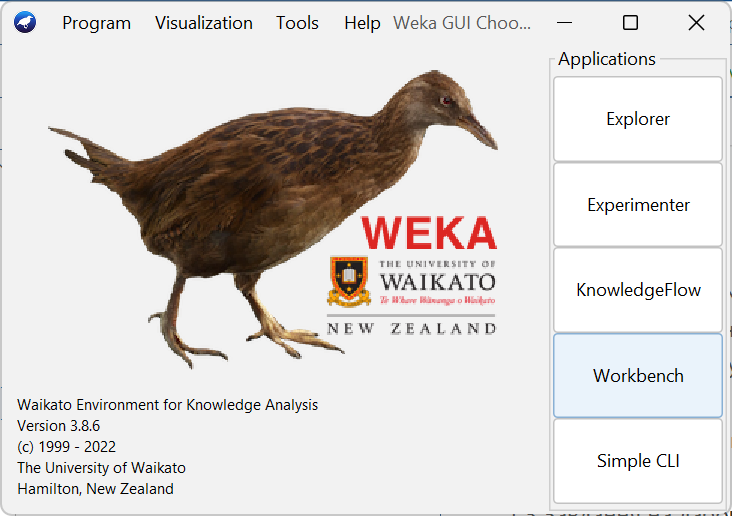 Program Visualization Tools Help Weka GUI Choo...
Applications
Explorer
Experimenter
KnowledgeFlow
Workbench
Simple CLI
WEKA
THE UNIVERSITY OF
WAIKATO
Te Whare Wānanga o Waikato
NEW ZEALAND
Waikato Environment for Knowledge Analysis
Version 3.8.6
(c) 1999 - 2022
The University of Waikato
Hamilton, New Zealand